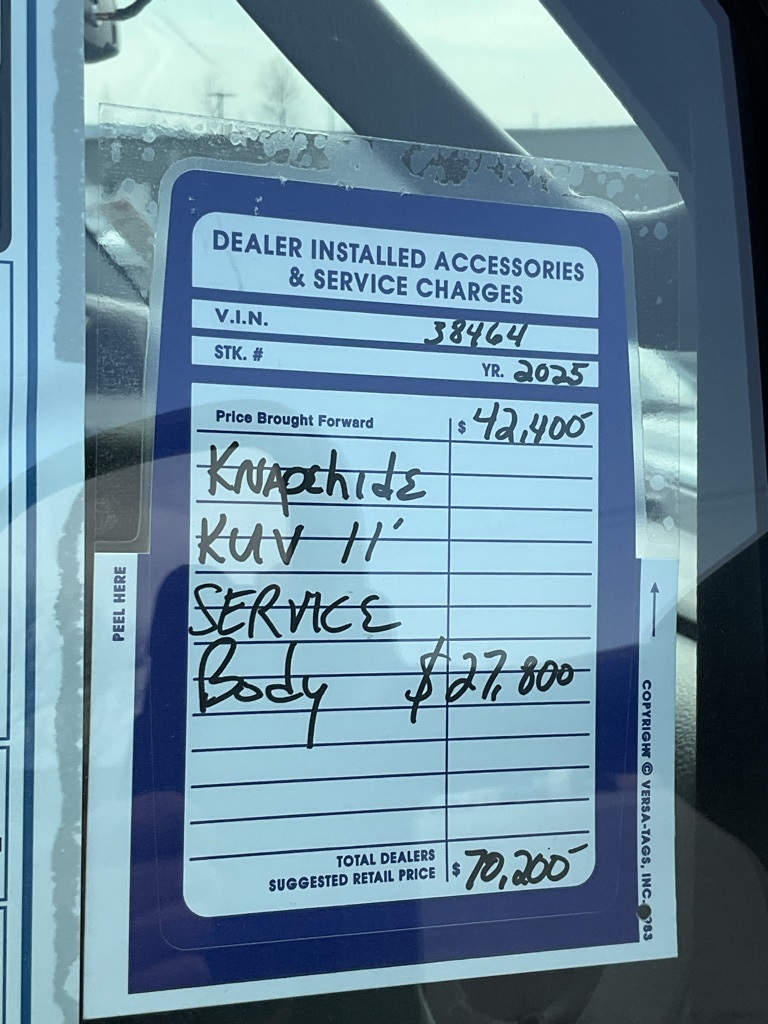 DEALER INSTALLED ACCESSORIES
& SERVICE CHARGES
V.I.N. 38464
STK. # YR. 2025
Price Brought Forward $ 42,400
KNAPEhIdE
KUV 11'
SERVICE
Body $27,800
TOTAL DEALERS
SUGGESTED RETAIL PRICE $ 70,200
PEEL HERE
COPYRIGHT © VERSA-TAGS, INC.